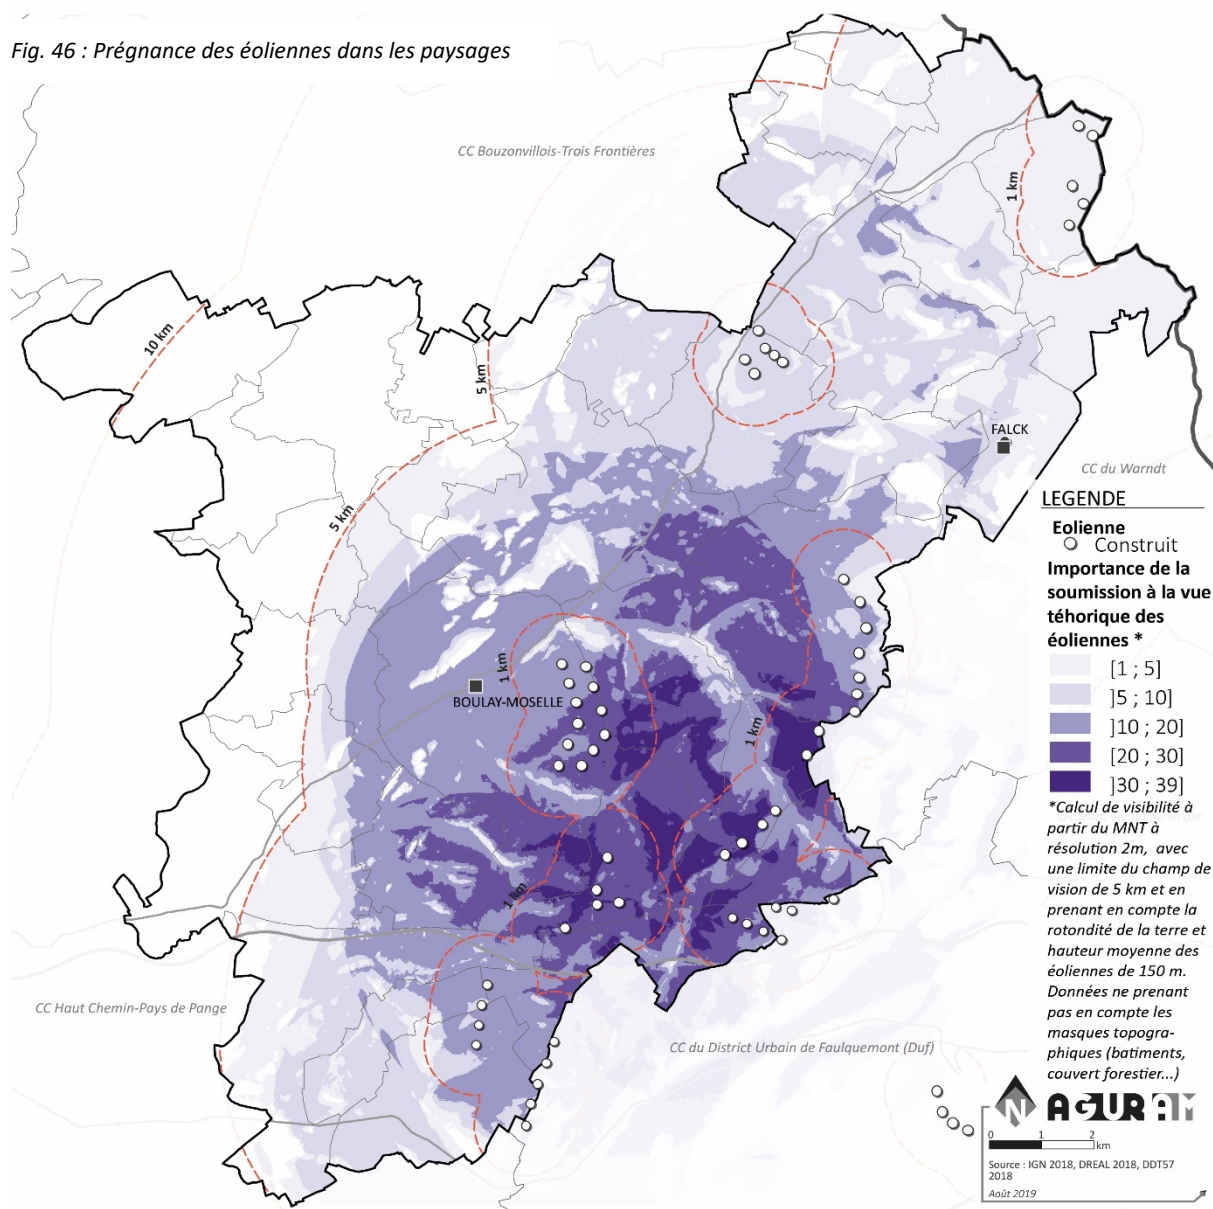 Fig. 46 : Prégnance des éoliennes dans les paysages
CC Bouzonvillois-Trois Frontières
1 km
10 km
5 km
FALCK
CC du Warndt
5 km
1 km
BOULAY-MOSELLE
1 km
1 km
CC Haut Chemin-Pays de Pange
CC du District Urbain de Faulquemont (Duf)
LEGENDE
Eolienne
Construit
Importance de la
soumission à la vue
téhorique des
éoliennes *
[1 ; 5]
]5 ; 10]
]10 ; 20]
[20 ; 30]
]30 ; 39]
*Calcul de visibilité à
partir du MNT à
résolution 2m, avec
une limite du champ de
vision de 5 km et en
prenant en compte la
rotondité de la terre et
hauteur moyenne des
éoliennes de 150 m.
Données ne prenant
pas en compte les
masques topogra-
phiques (batiments,
couvert forestier...)
N AGURAM
0 1 2
km
Source : IGN 2018, DREAL 2018, DDT57
2018
Août 2019